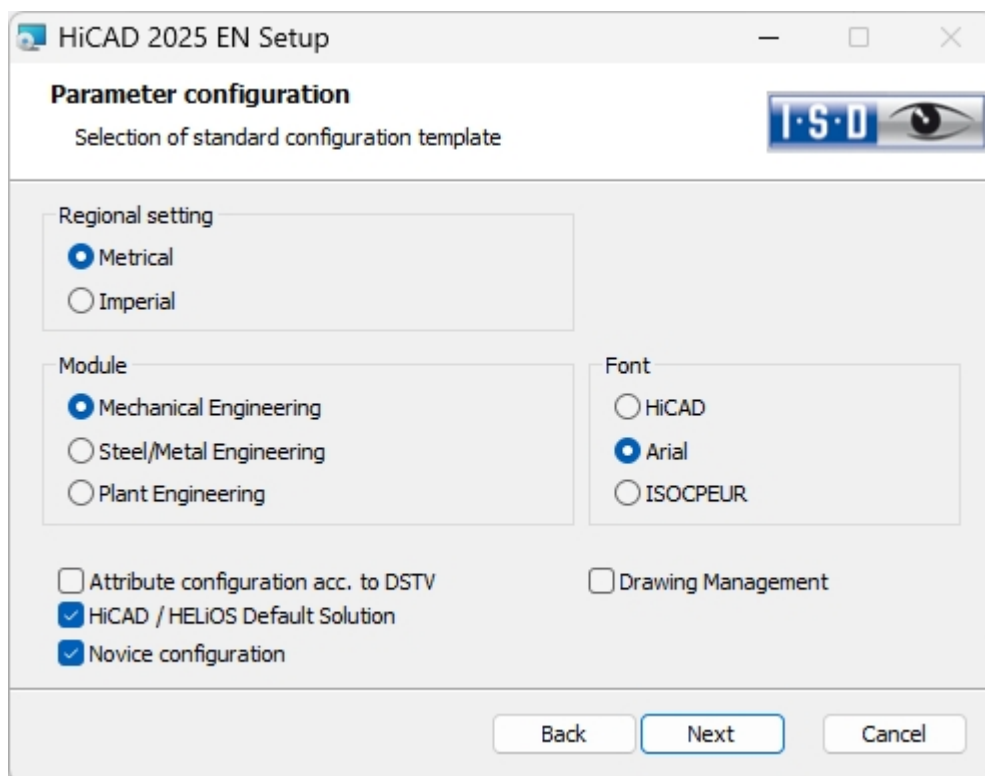 HiCAD 2025 EN Setup
Parameter configuration
Selection of standard configuration template
I·S·D
Regional setting
Metrical
Imperial
Module
Mechanical Engineering
Steel/Metal Engineering
Plant Engineering
Font
HiCAD
Arial
ISOCPEUR
Attribute configuration acc. to DSTV
Drawing Management
HiCAD / HELiOS Default Solution
Novice configuration
Back
Next
Cancel